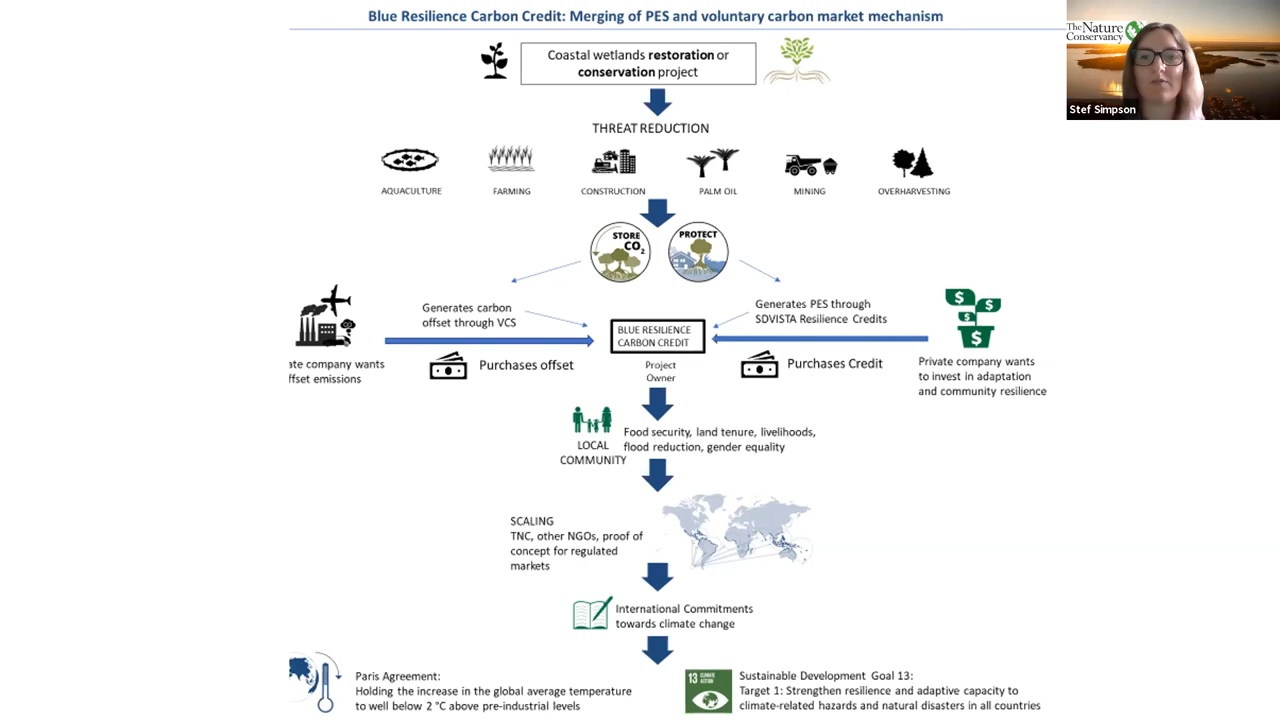 Blue Resilience Carbon Credit: Merging of PES and voluntary carbon market mechanism
The Nature
Conservancy
Stef Simpson
Coastal wetlands restoration or
conservation project
THREAT REDUCTION
AQUACULTURE
FARMING
CONSTRUCTION
PALM OIL
MINING
OVERHARVESTING
STORE
CO2
PROTECT
Generates carbon
offset through VCS
Generates PES through
SDVISTA Resilience Credits
BLUE RESILIENCE
CARBON CREDIT
ate company wants
ffset emissions
Purchases offset
Project
Owner
Purchases Credit
Private company wants
to invest in adaptation
and community resilience
LOCAL
COMMUNITY
Food security, land tenure, livelihoods,
flood reduction, gender equality
SCALING
TNC, other NGOs, proof of
concept for regulated
markets
International Commitments
towards climate change
Paris Agreement:
Holding the increase in the global average temperature
to well below 2 °C above pre-industrial levels
13 CLIMATE
ACTION
Sustainable Development Goal 13:
Target 1: Strengthen resilience and adaptive capacity to
climate-related hazards and natural disasters in all countries